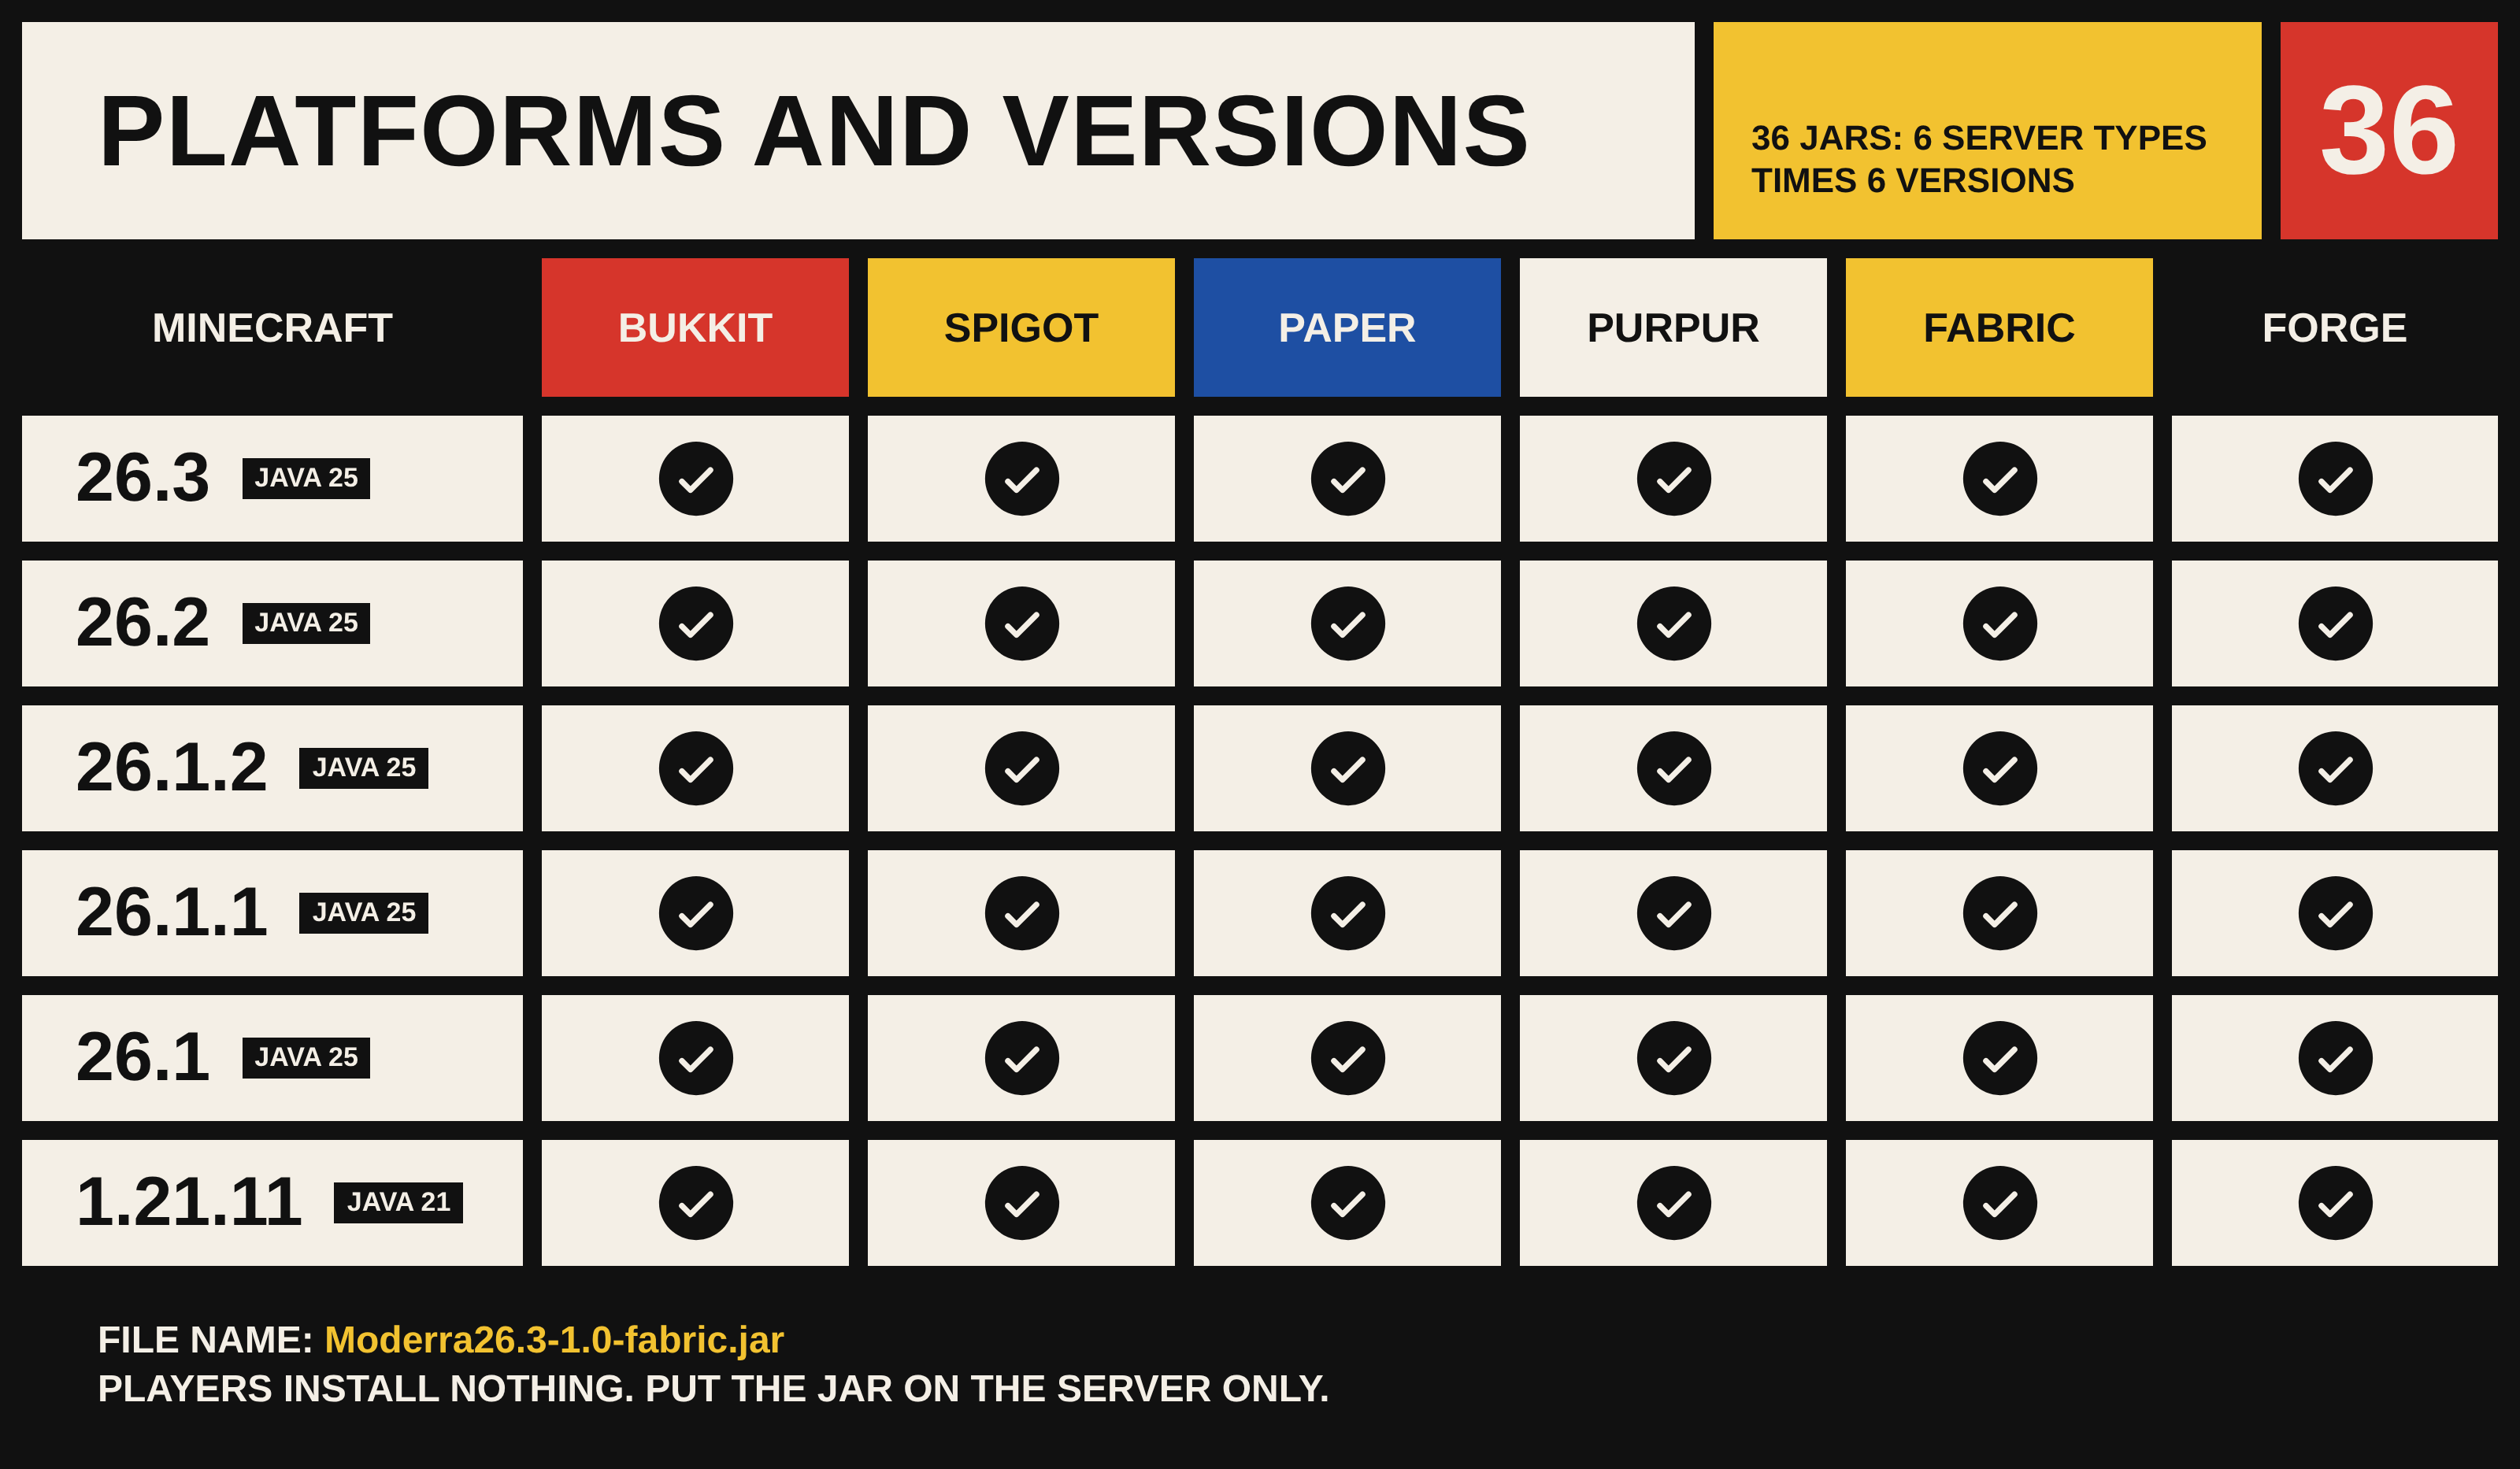 PLATFORMS AND VERSIONS
36 JARS: 6 SERVER TYPES
TIMES 6 VERSIONS
36
MINECRAFT BUKKIT SPIGOT PAPER PURPUR FABRIC FORGE
26.3 JAVA 25
26.2 JAVA 25
26.1.2 JAVA 25
26.1.1 JAVA 25
26.1 JAVA 25
1.21.11 JAVA 21
FILE NAME: Moderra26.3-1.0-fabric.jar
PLAYERS INSTALL NOTHING. PUT THE JAR ON THE SERVER ONLY.